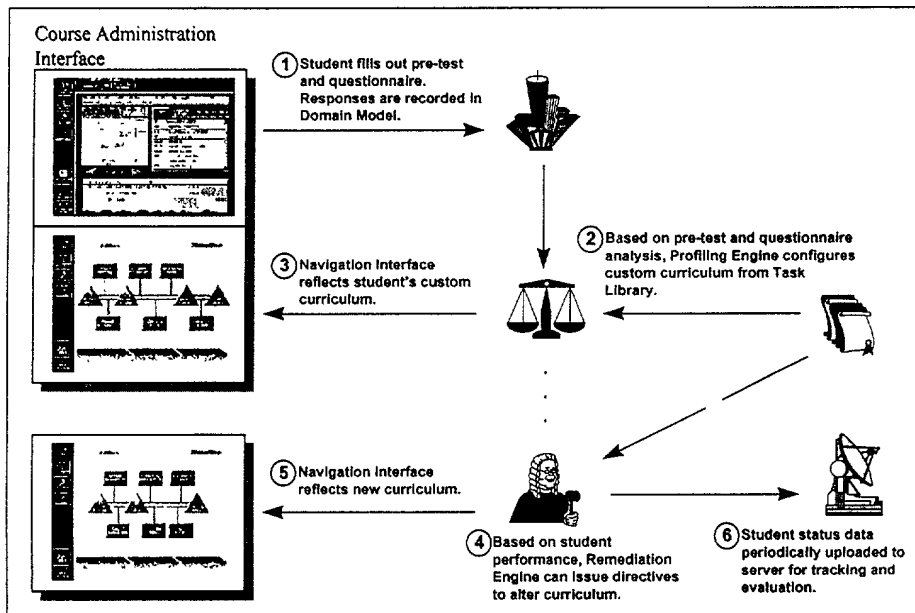 Course Administration
Interface
1 Student fills out pre-test
and questionnaire.
Responses are recorded in
Domain Model.
2 Based on pre-test and questionnaire
analysis, Profiling Engine configures
custom curriculum from Task
Library.
3 Navigation Interface
reflects student's custom
curriculum.
5 Navigation Interface
reflects new curriculum.
4 Based on student
performance, Remediation
Engine can issue directives
to alter curriculum.
6 Student status data
periodically uploaded to
server for tracking and
evaluation.